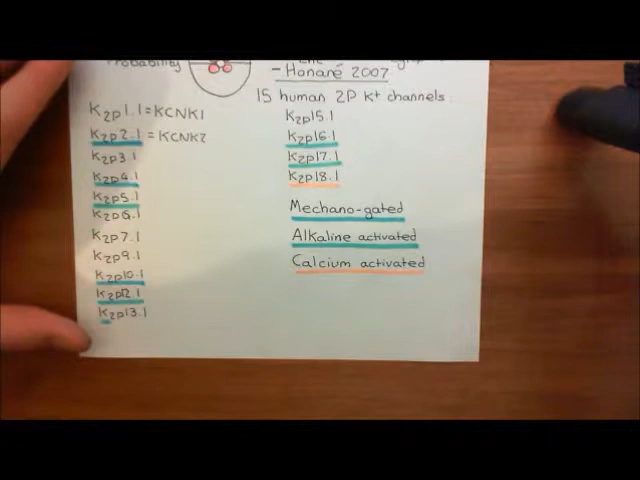 Probability
- Honoré 2007
15 human 2P K+ channels
K2p1.1 = KCNK1
K2p2.1 = KCNK2
K2p3.1
K2p4.1
K2p5.1
K2p6.1
K2p7.1
K2p9.1
K2p10.1
K2p12.1
K2p13.1
K2p15.1
K2p16.1
K2p17.1
K2p18.1
Mechano-gated
Alkaline activated
Calcium activated